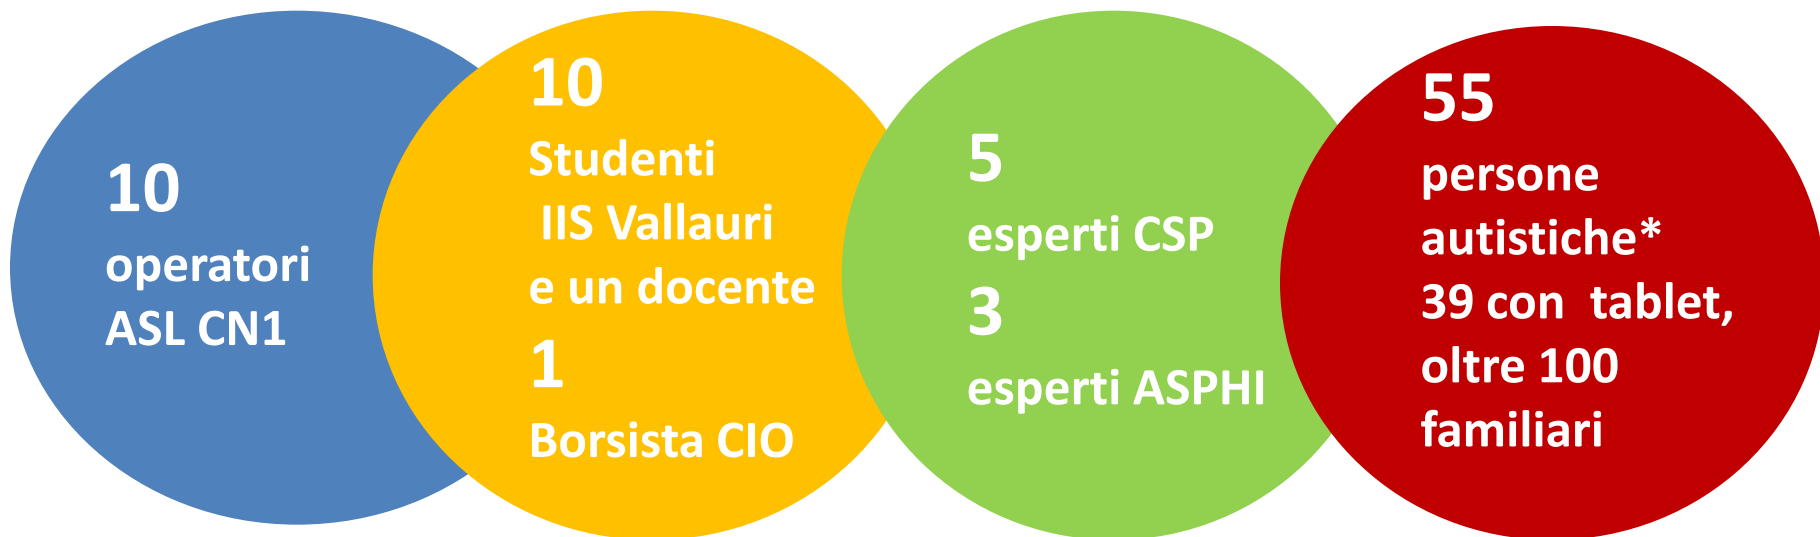 10
operatori
ASL CN1
10
Studenti
IIS Vallauri
e un docente
1
Borsista CIO
5
esperti CSP
3
esperti ASPHI
55
persone
autistiche*
39 con tablet,
oltre 100
familiari